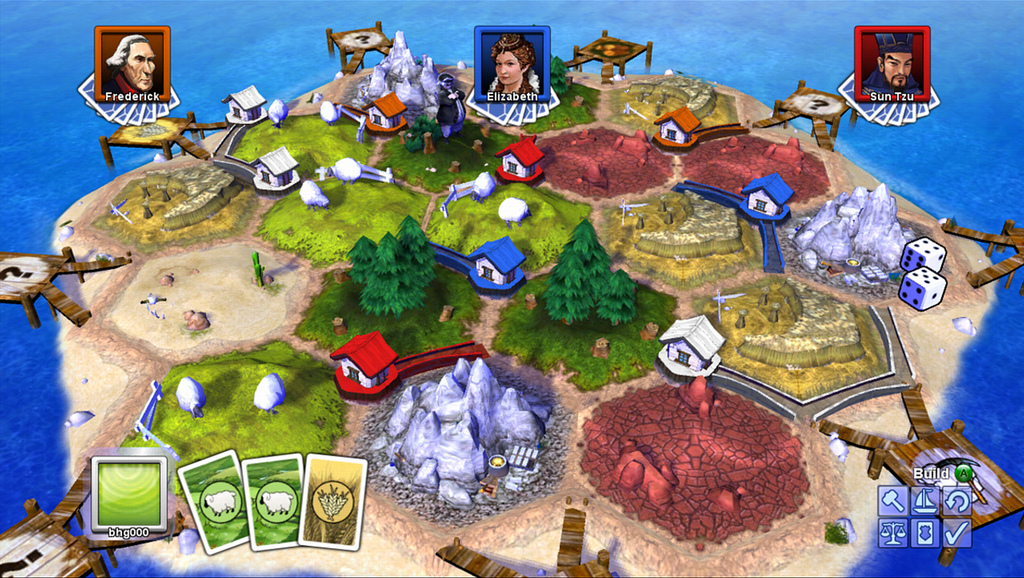 Frederick
Elizabeth
Sun Tzu
?
?
?
?
Build A
bhg000